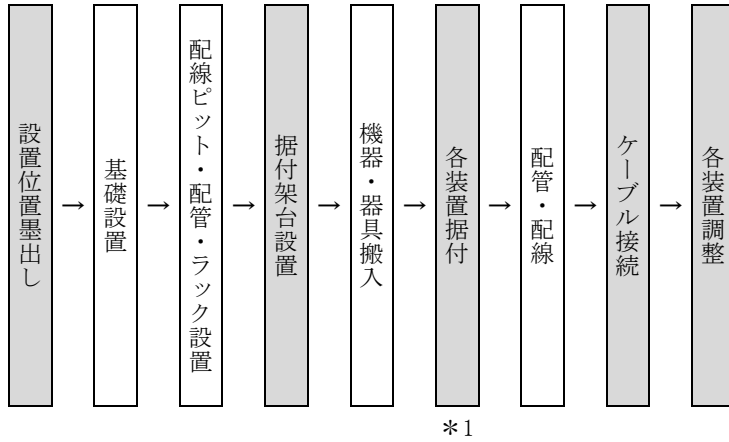 設置位置墨出し
→
基礎設置
→
配線ピット・配管・ラック設置
→
据付架台設置
→
機器・器具搬入
→
各装置据付
→
配管・配線
→
ケーブル接続
→
各装置調整
＊1